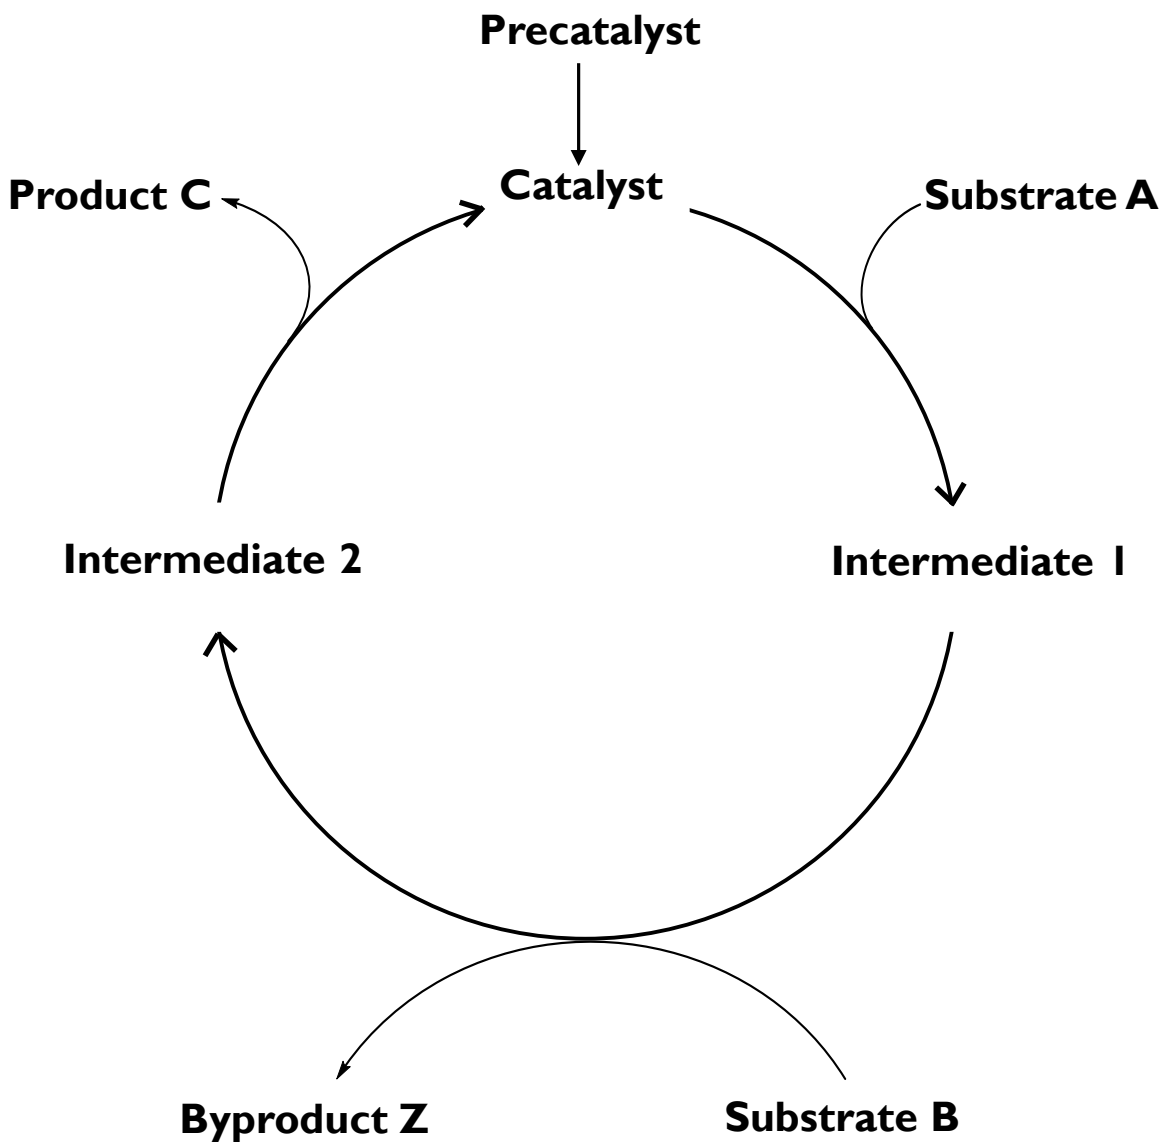 Precatalyst
Product C
Catalyst
Substrate A
Intermediate 2
Intermediate 1
Byproduct Z
Substrate B